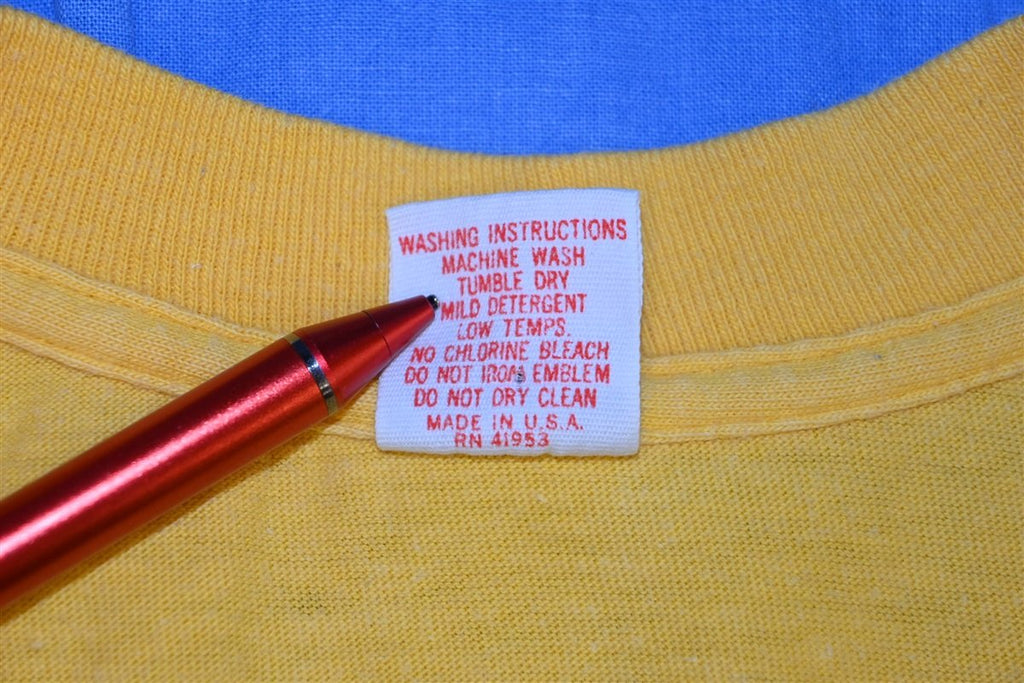 WASHING INSTRUCTIONS
MACHINE WASH
TUMBLE DRY
MILD DETERGENT
LOW TEMPS.
NO CHLORINE BLEACH
DO NOT IRON EMBLEM
DO NOT DRY CLEAN
MADE IN U.S.A.
RN 41953